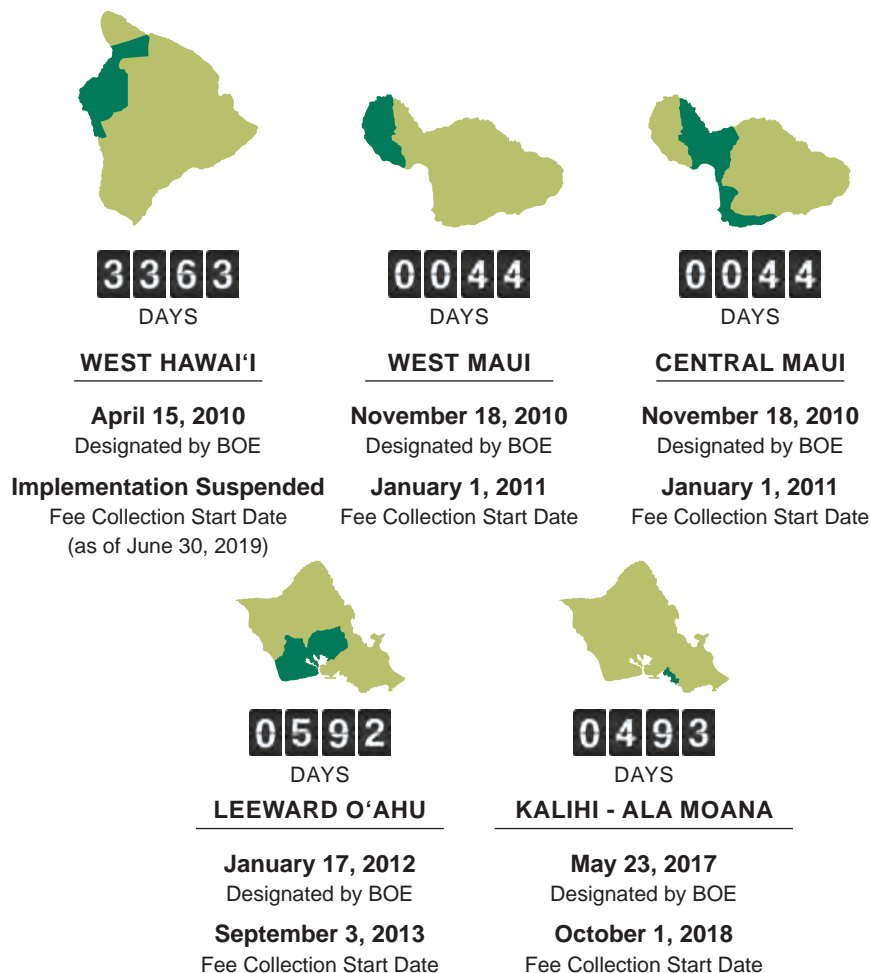 3363
DAYS
WEST HAWAI‘I
April 15, 2010
Designated by BOE
Implementation Suspended
Fee Collection Start Date
(as of June 30, 2019)
0044
DAYS
WEST MAUI
November 18, 2010
Designated by BOE
January 1, 2011
Fee Collection Start Date
0044
DAYS
CENTRAL MAUI
November 18, 2010
Designated by BOE
January 1, 2011
Fee Collection Start Date
0592
DAYS
LEEWARD O‘AHU
January 17, 2012
Designated by BOE
September 3, 2013
Fee Collection Start Date
0493
DAYS
KALIHI - ALA MOANA
May 23, 2017
Designated by BOE
October 1, 2018
Fee Collection Start Date